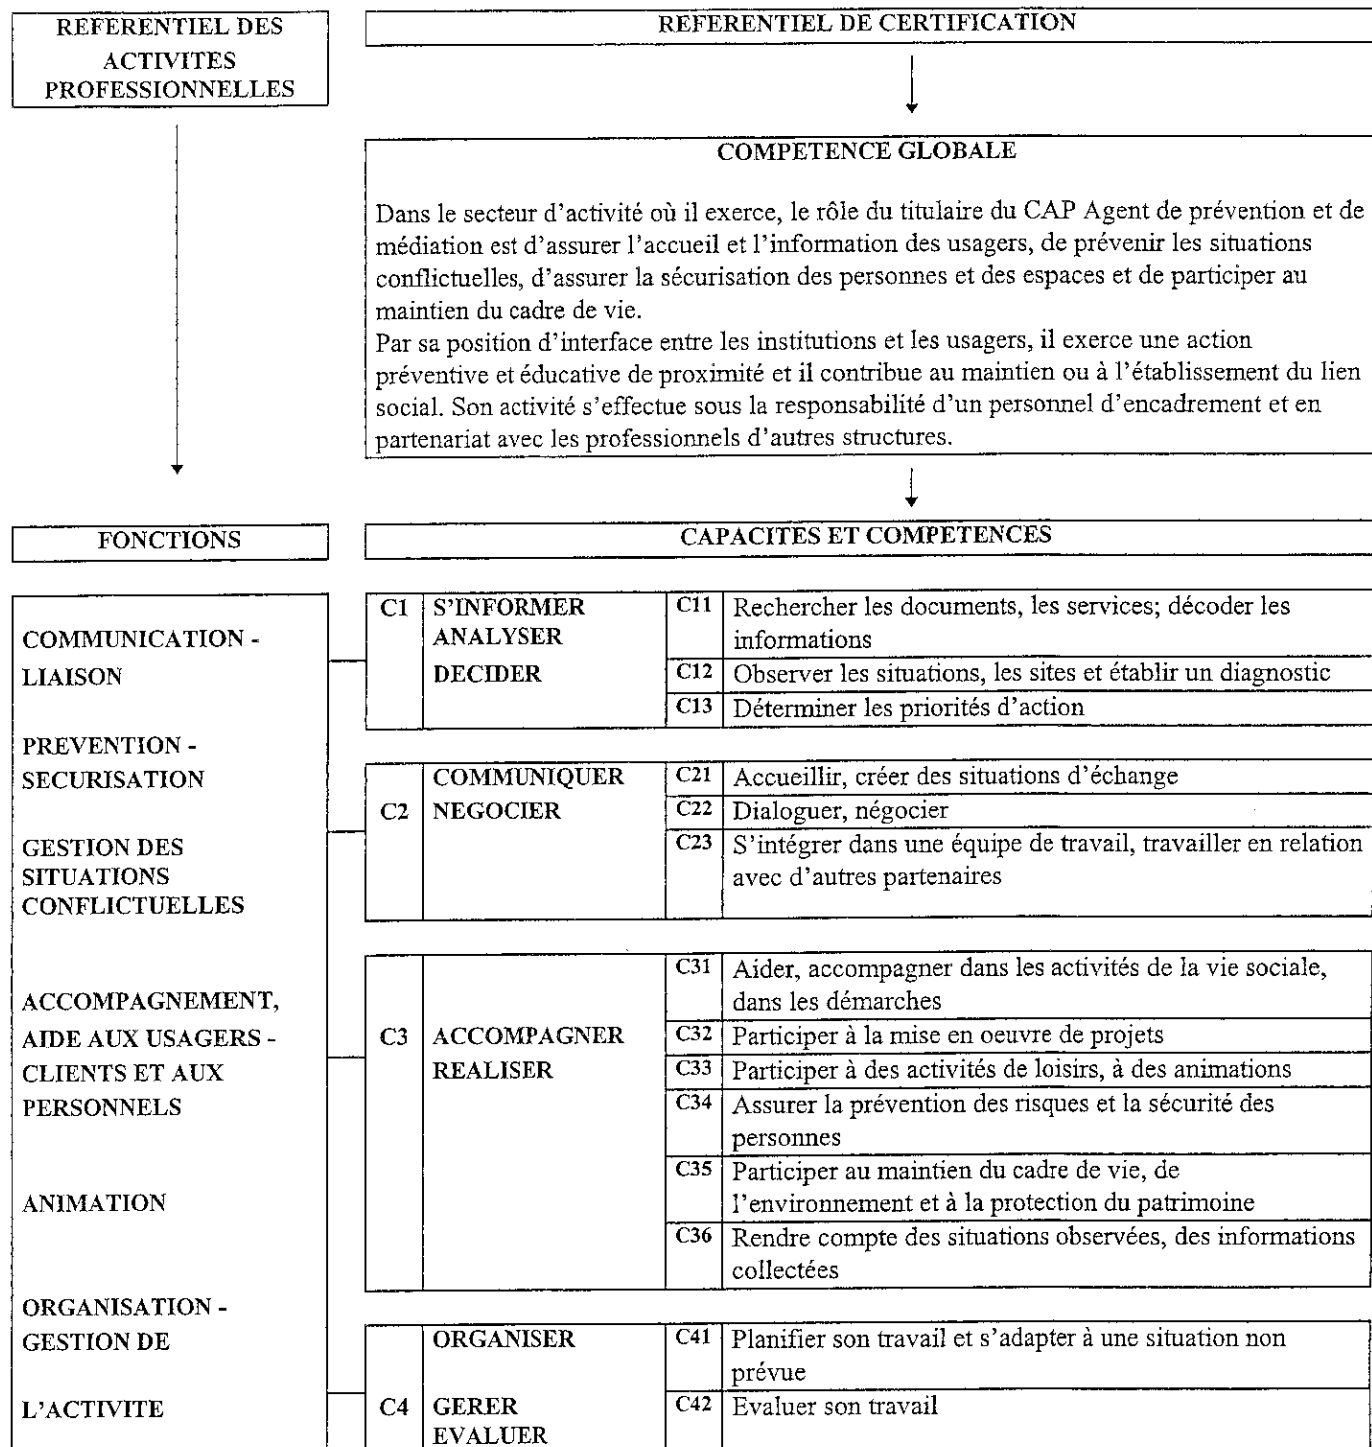 REFERENTIEL DES
ACTIVITES
PROFESSIONNELLES
REFERENTIEL DE CERTIFICATION
COMPETENCE GLOBALE
Dans le secteur d'activité où il exerce, le rôle du titulaire du CAP Agent de prévention et de
médiation est d'assurer l'accueil et l'information des usagers, de prévenir les situations
conflictuelles, d'assurer la sécurisation des personnes et des espaces et de participer au
maintien du cadre de vie.
Par sa position d'interface entre les institutions et les usagers, il exerce une action
préventive et éducative de proximité et il contribue au maintien ou à l'établissement du lien
social. Son activité s'effectue sous la responsabilité d'un personnel d'encadrement et en
partenariat avec les professionnels d'autres structures.
FONCTIONS
COMMUNICATION -
LIAISON
PREVENTION -
SECURISATION
GESTION DES
SITUATIONS
CONFLICTUELLES
ACCOMPAGNEMENT,
AIDE AUX USAGERS -
CLIENTS ET AUX
PERSONNELS
ANIMATION
ORGANISATION -
GESTION DE
L'ACTIVITE
CAPACITES ET COMPETENCES
C1 S'INFORMER
ANALYSER
DECIDER
C11 Rechercher les documents, les services; décoder les
informations
C12 Observer les situations, les sites et établir un diagnostic
C13 Déterminer les priorités d'action
COMMUNIQUER
C2 NEGOCIER
C21 Accueillir, créer des situations d'échange
C22 Dialoguer, négocier
C23 S'intégrer dans une équipe de travail, travailler en relation
avec d'autres partenaires
C3 ACCOMPAGNER
REALISER
C31 Aider, accompagner dans les activités de la vie sociale,
dans les démarches
C32 Participer à la mise en oeuvre de projets
C33 Participer à des activités de loisirs, à des animations
C34 Assurer la prévention des risques et la sécurité des
personnes
C35 Participer au maintien du cadre de vie, de
l'environnement et à la protection du patrimoine
C36 Rendre compte des situations observées, des informations
collectées
ORGANISER
C4 GERER
EVALUER
C41 Planifier son travail et s'adapter à une situation non
prévue
C42 Evaluer son travail